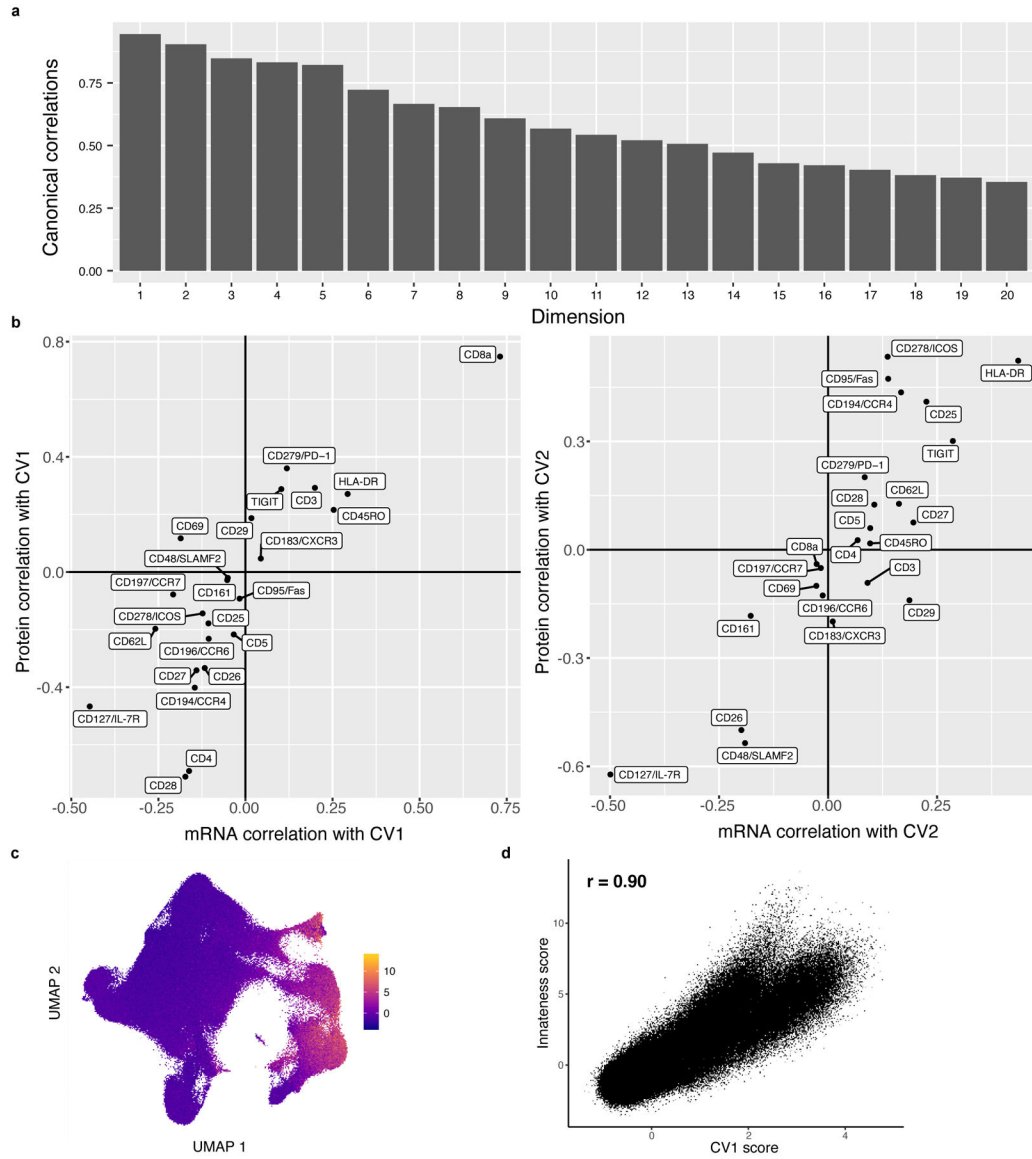 a
Canonical correlations
0.75
0.50
0.25
0.00
1 2 3 4 5 6 7 8 9 10 11 12 13 14 15 16 17 18 19 20
Dimension
b
Protein correlation with CV1
0.8
0.4
0.0
-0.4
CD8a
CD279/PD-1
HLA-DR
TIGIT
CD3
CD45RO
CD69
CD29
CD183/CXCR3
CD48/SLAMF2
CD197/CCR7
CD161
CD95/Fas
CD278/ICOS
CD25
CD62L
CD5
CD196/CCR6
CD27
CD26
CD194/CCR4
CD127/IL-7R
CD4
CD28
-0.50 -0.25 0.00 0.25 0.50 0.75
mRNA correlation with CV1
Protein correlation with CV2
0.3
0.0
-0.3
-0.6
CD278/ICOS
CD95/Fas
HLA-DR
CD194/CCR4
CD25
TIGIT
CD279/PD-1
CD28
CD62L
CD5
CD27
CD8a
CD4
CD45RO
CD197/CCR7
CD3
CD69
CD196/CCR6
CD29
CD161
CD183/CXCR3
CD26
CD48/SLAMF2
CD127/IL-7R
-0.50 -0.25 0.00 0.25
mRNA correlation with CV2
c
UMAP 2
10
5
0
UMAP 1
d
r = 0.90
Innateness score
10
5
0
0 2 4
CV1 score